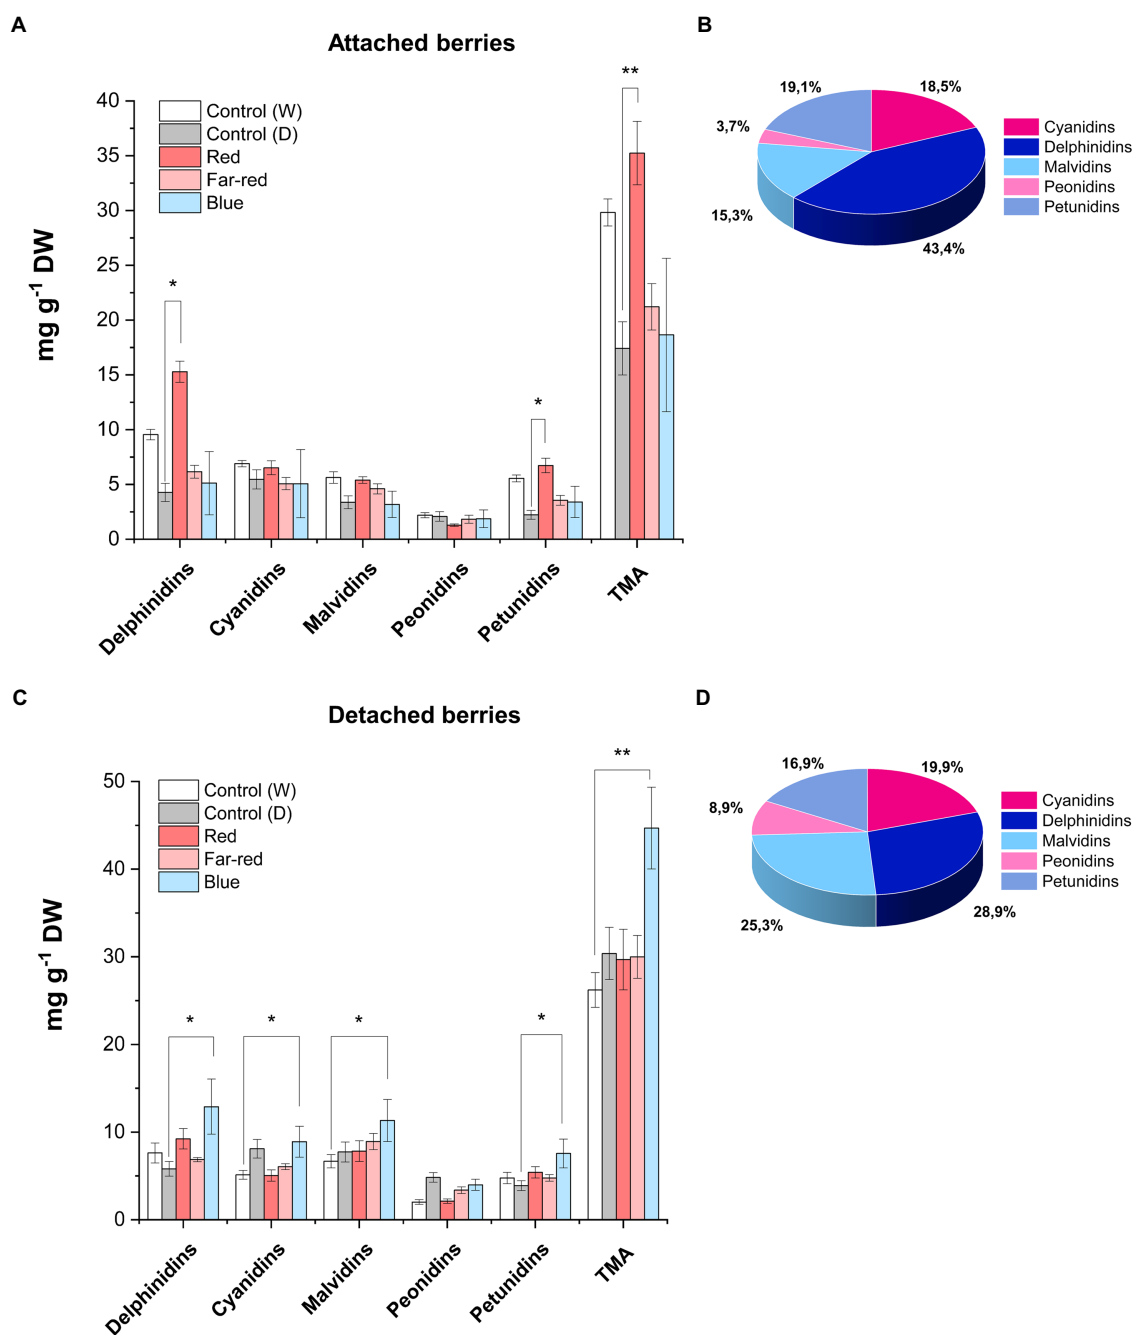 A
Attached berries
B
**
40
35
30
25
20
15
10
5
0
mg g⁻¹ DW
Control (W)
Control (D)
Red
Far-red
Blue
*
*
Delphinidins
Cyanidins
Malvidins
Peonidins
Petunidins
TMA
19,1%
18,5%
3,7%
15,3%
43,4%
Cyanidins
Delphinidins
Malvidins
Peonidins
Petunidins
C
Detached berries
D
**
50
40
30
20
10
0
mg g⁻¹ DW
Control (W)
Control (D)
Red
Far-red
Blue
*
*
*
*
Delphinidins
Cyanidins
Malvidins
Peonidins
Petunidins
TMA
16,9%
19,9%
8,9%
25,3%
28,9%
Cyanidins
Delphinidins
Malvidins
Peonidins
Petunidins